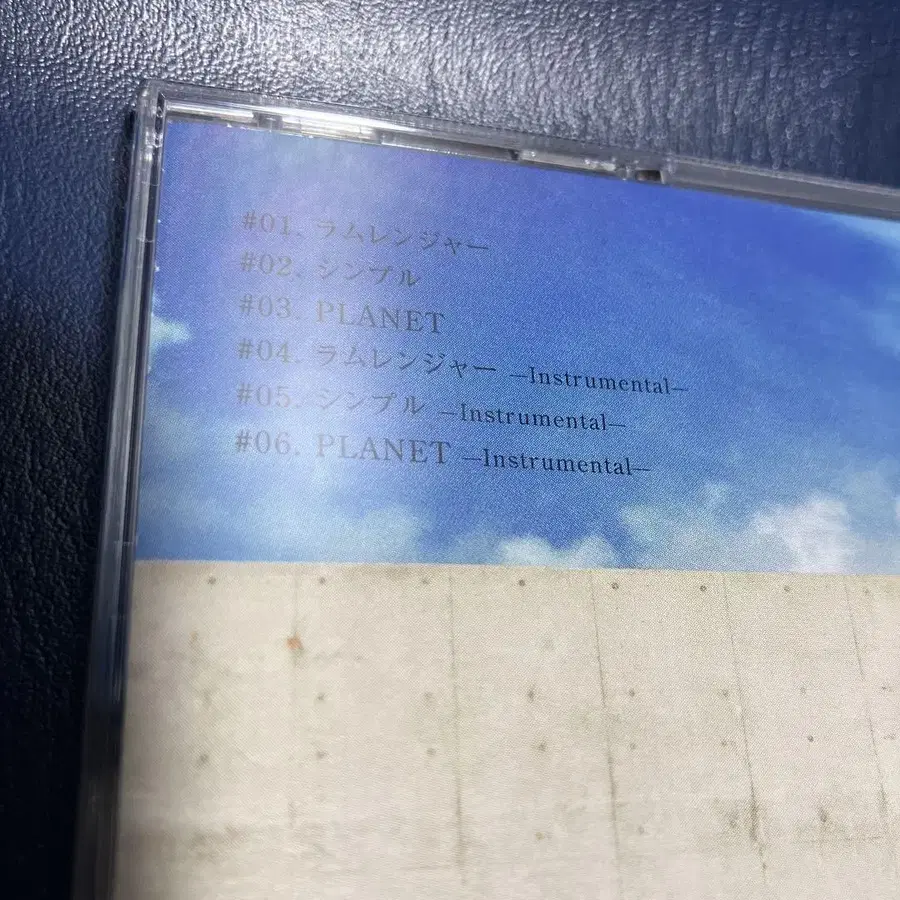 #01. ラムレンジャー
#02. シンプル
#03. PLANET
#04. ラムレンジャー —Instrumental—
#05. シンプル —Instrumental—
#06. PLANET —Instrumental—